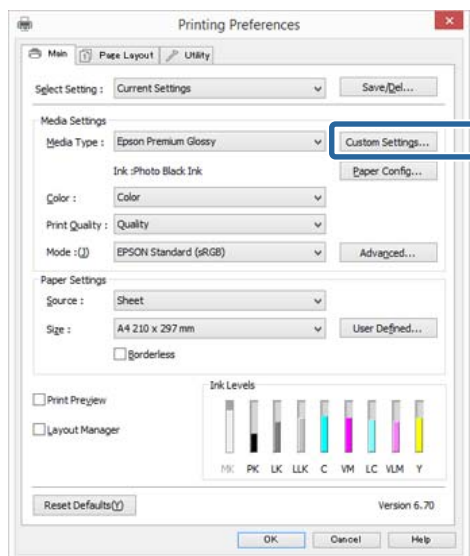 Printing Preferences
Main Page Layout Utility
Select Setting : Current Settings Save/Del...
Media Settings
Media Type : Epson Premium Glossy Custom Settings...
Ink :Photo Black Ink Paper Config...
Color : Color
Print Quality : Quality
Mode :(J) EPSON Standard (sRGB) Advanced...
Paper Settings
Source : Sheet
Size : A4 210 x 297 mm User Defined...
Borderless
Print Preview
Layout Manager
Ink Levels
MK PK LK LLK C VM LC VLM Y
Reset Defaults(Y) Version 6.70
OK Cancel Help